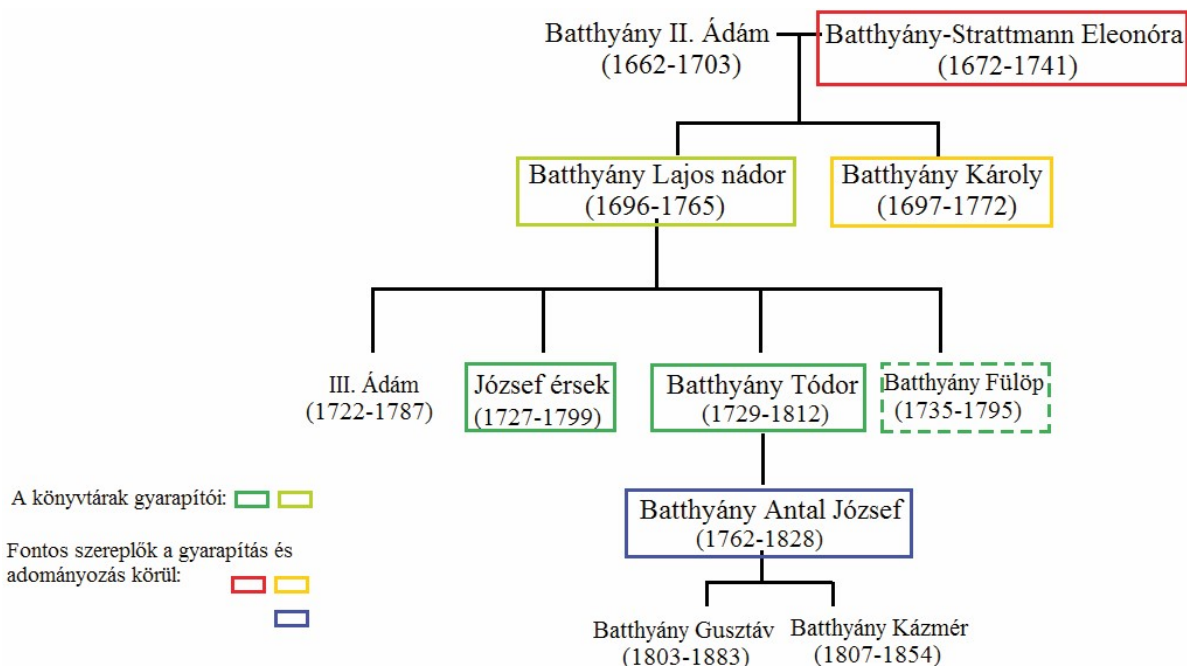 Batthyány II. Ádám
(1662-1703)
Batthyány-Strattmann Eleonóra
(1672-1741)
Batthyány Lajos nádor
(1696-1765)
Batthyány Károly
(1697-1772)
III. Ádám
(1722-1787)
József érsek
(1727-1799)
Batthyány Tódor
(1729-1812)
Batthyány Fülöp
(1735-1795)
Batthyány Antal József
(1762-1828)
Batthyány Gusztáv
(1803-1883)
Batthyány Kázmér
(1807-1854)
A könyvtárak gyarapítói:
Fontos szereplők a gyarapítás és
adományozás körül: